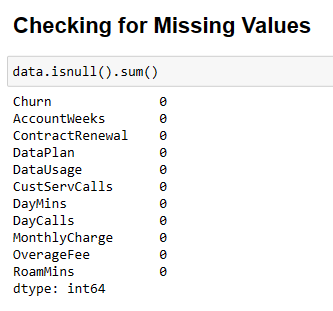 Checking for Missing Values
data.isnull().sum()
Churn 0
AccountWeeks 0
ContractRenewal 0
DataPlan 0
DataUsage 0
CustServCalls 0
DayMins 0
DayCalls 0
MonthlyCharge 0
OverageFee 0
RoamMins 0
dtype: int64